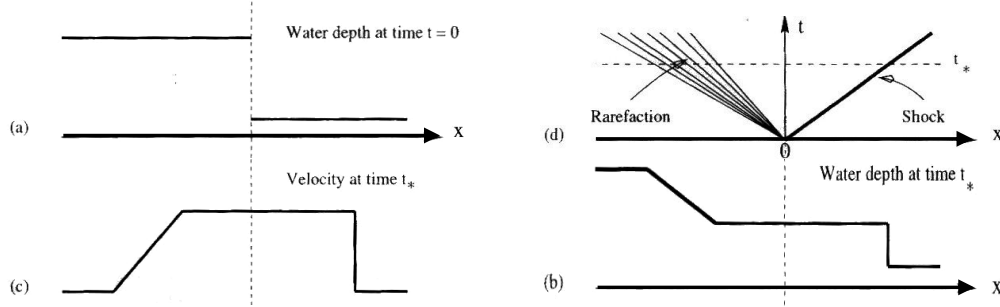 Water depth at time t = 0
(a)
x
Velocity at time t*
(c)
t
t*
Rarefaction
Shock
(d)
0
x
Water depth at time t*
(b)
x